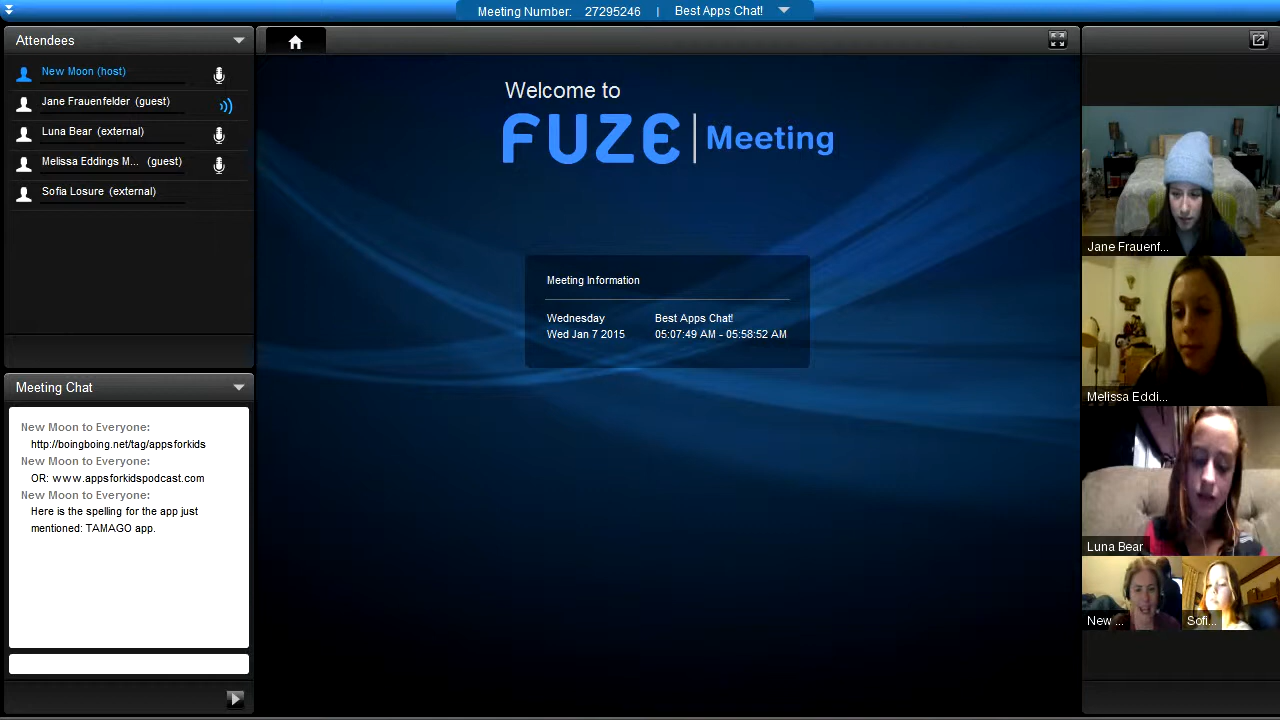 Meeting Number: 27295246 | Best Apps Chat!
Attendees
New Moon (host)
Jane Frauenfelder (guest)
Luna Bear (external)
Melissa Eddings M... (guest)
Sofia Losure (external)
Meeting Chat
New Moon to Everyone:
http://boingboing.net/tag/appsforkids
New Moon to Everyone:
OR: www.appsforkidspodcast.com
New Moon to Everyone:
Here is the spelling for the app just
mentioned: TAMAGO app.
Welcome to
FUZE | Meeting
Meeting Information
Wednesday Best Apps Chat!
Wed Jan 7 2015 05:07:49 AM - 05:58:52 AM
Jane Frauenf...
Melissa Eddi...
Luna Bear
New ...
Sofi...